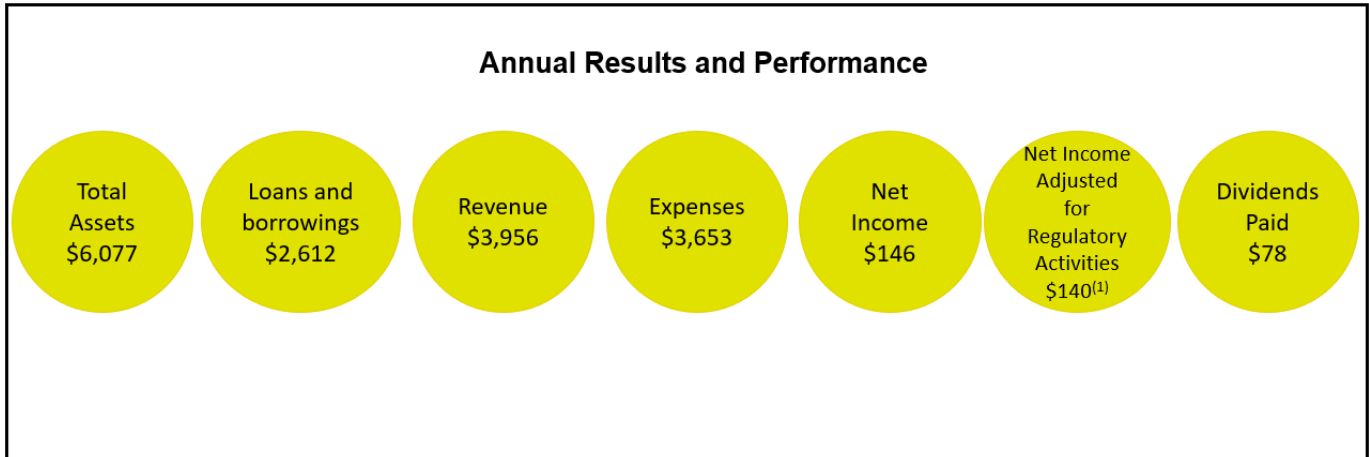 Annual Results and Performance
Total
Assets
$6,077
Loans and
borrowings
$2,612
Revenue
$3,956
Expenses
$3,653
Net
Income
$146
Net Income
Adjusted
for
Regulatory
Activities
$140(1)
Dividends
Paid
$78